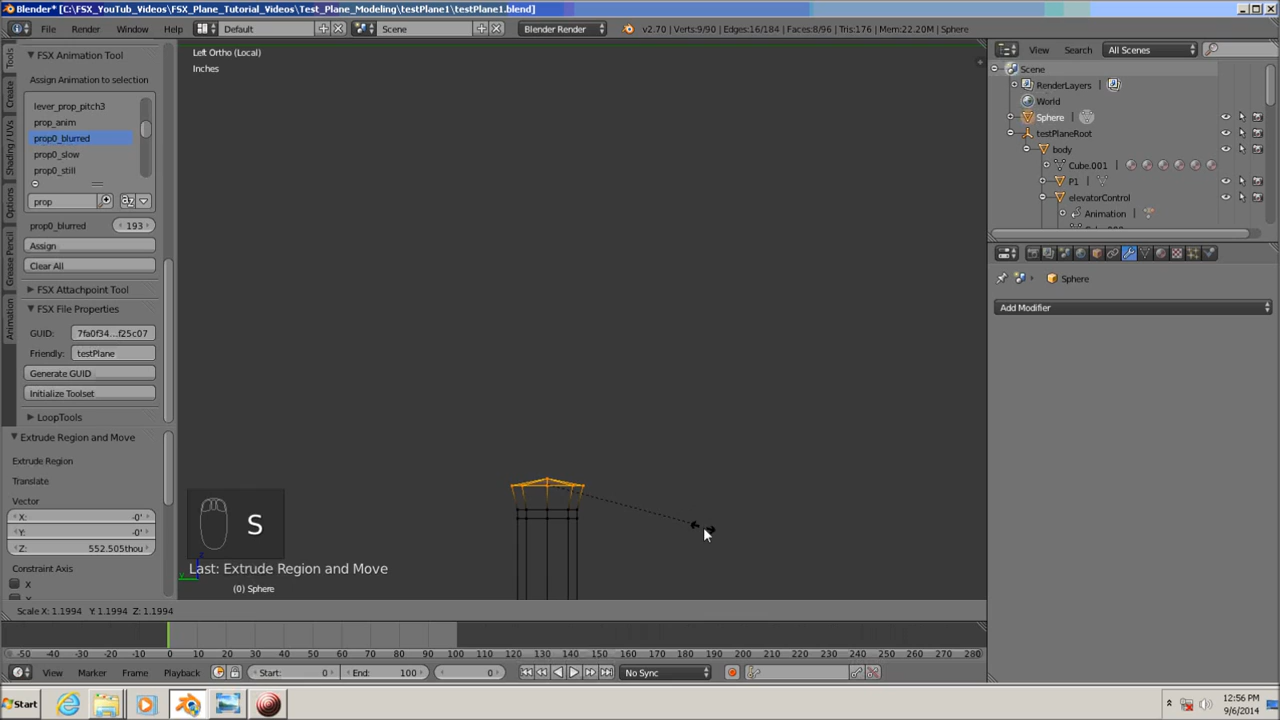 Blender* [C:\FSX_YouTub_Videos\FSX_Plane_Tutorial_Videos\Test_Plane_Modeling\testPlane1\testPlane1.blend]
File Render Window Help Default Scene Blender Render v2.70 | Verts:9/90 | Edges:16/184 | Faces:8/96 | Tris:176 | Mem:22.20M | Sphere
Tools
Create
Shading / UVs
Options
Grease Pencil
Animation
FSX Animation Tool
Assign Animation to selection
lever_prop_pitch3
prop_anim
prop0_blurred
prop0_slow
prop0_still
prop
prop0_blurred 193
Assign
Clear All
FSX Attachpoint Tool
FSX File Properties
GUID: 7fa0f34...f25c07
Friendly: testPlane
Generate GUID
Initialize Toolset
LoopTools
Extrude Region and Move
Extrude Region
Translate
Vector
X: -0'
Y: -0'
Z: 552.505thou
Constraint Axis
X
Left Ortho (Local)
Inches
S
Last: Extrude Region and Move
z
y
(0) Sphere
Scale X: 1.1994 Y: 1.1994 Z: 1.1994
View Search All Scenes
Scene
RenderLayers
World
Sphere
testPlaneRoot
body
Cube.001
P1
elevatorControl
Animation
Sphere
Add Modifier
-50 -40 -30 -20 -10 0 10 20 30 40 50 60 70 80 90 100 110 120 130 140 150 160 170 180 190 200 210 220 230 240 250 260 270 280
View Marker Frame Playback Start: 0 End: 100 0 No Sync
Start
12:56 PM
9/6/2014